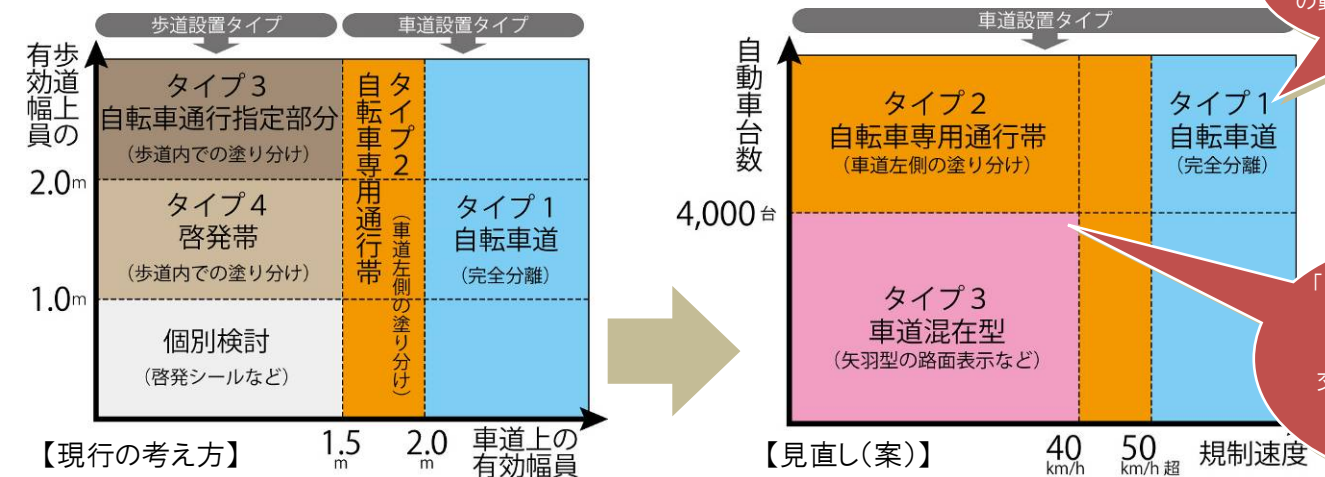 歩道設置タイプ
車道設置タイプ
歩道上の
有効幅員
タイプ3
自転車通行指定部分
(歩道内での塗り分け)
2.0m
タイプ4
啓発帯
(歩道内での塗り分け)
1.0m
個別検討
(啓発シールなど)
タイプ2
自転車専用通行帯
(車道左側の塗り分け)
タイプ1
自転車道
(完全分離)
1.5
m
2.0
m
車道上の
有効幅員
【現行の考え方】
車道設置タイプ
自動車台数
タイプ2
自転車専用通行帯
(車道左側の塗り分け)
タイプ1
自転車道
(完全分離)
4,000台
タイプ3
車道混在型
(矢羽型の路面表示など)
40
km/h
50
km/h 超
規制速度
【見直し(案)】
「